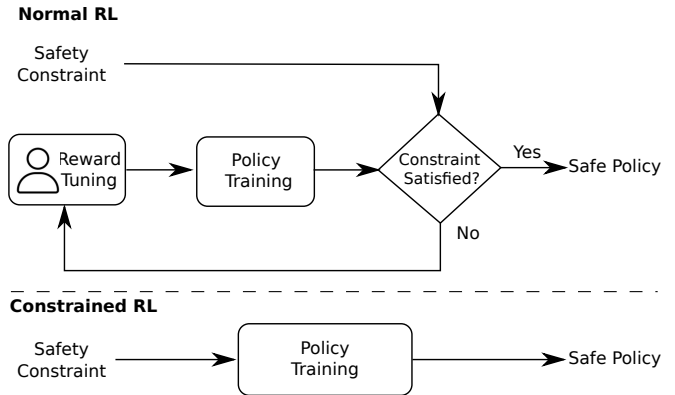 Normal RL
Safety
Constraint
Reward
Tuning
Policy
Training
Constraint
Satisfied?
Yes
Safe Policy
No
Constrained RL
Safety
Constraint
Policy
Training
Safe Policy